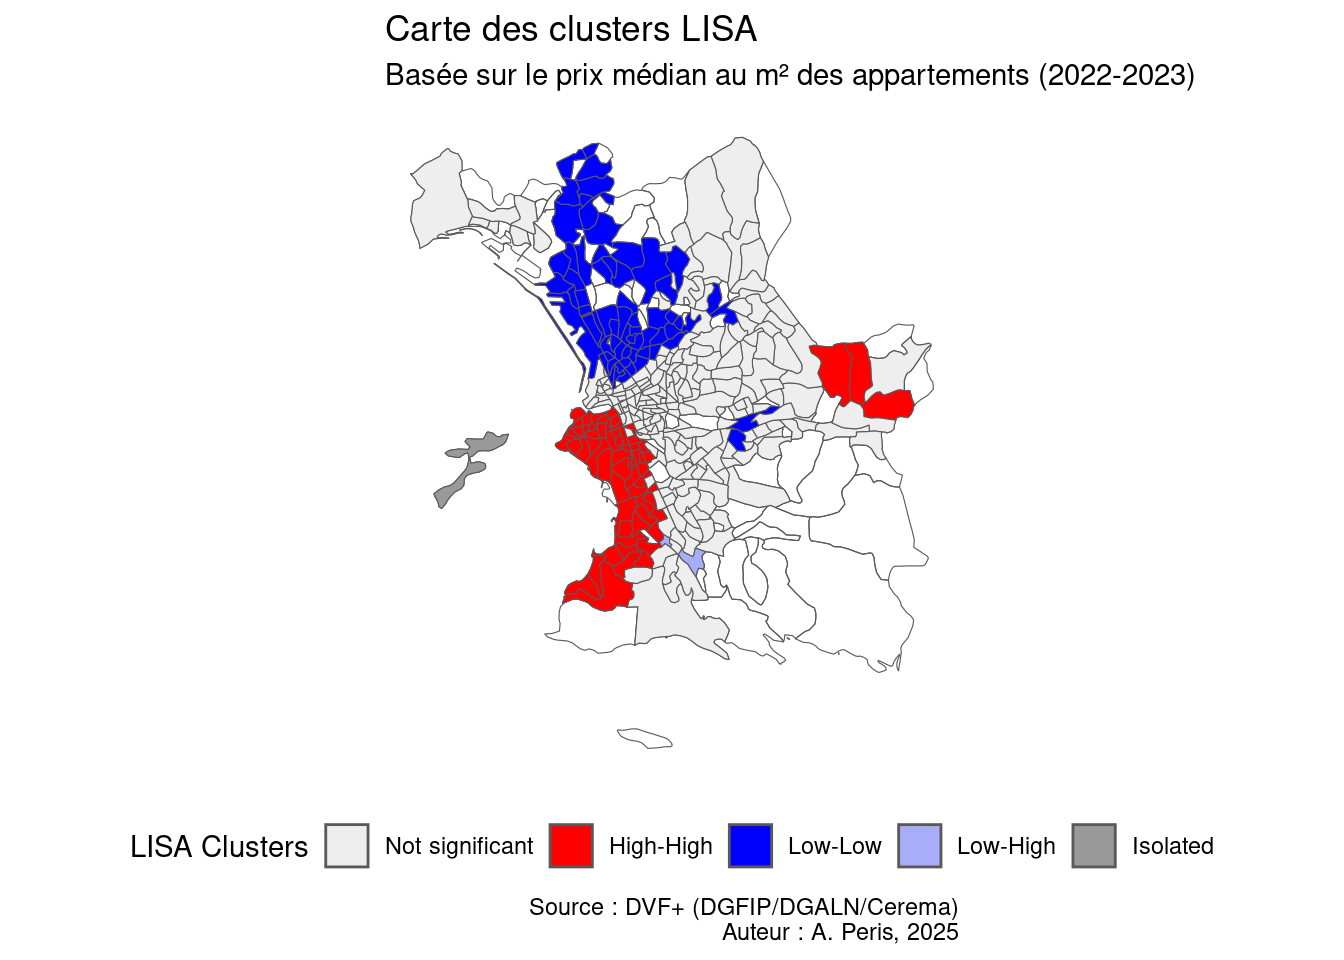 Carte des clusters LISA
Basée sur le prix médian au m² des appartements (2022-2023)
LISA Clusters Not significant High-High Low-Low Low-High Isolated
Source : DVF+ (DGFIP/DGALN/Cerema)
Auteur : A. Peris, 2025